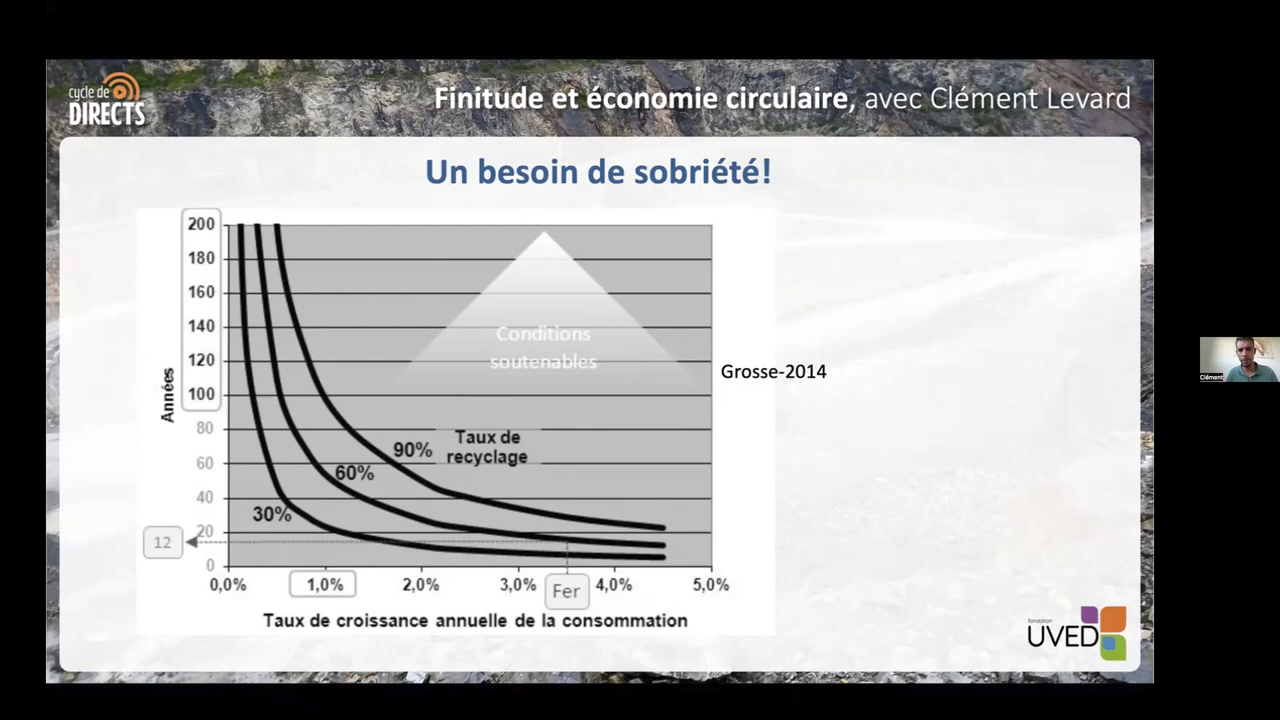 cycle de
DIRECTS
Finitude et économie circulaire, avec Clément Levard
Un besoin de sobriété!
200
180
160
140
120
100
80
60
40
20
0
Années
12
Conditions
soutenables
Grosse-2014
90%
Taux de
recyclage
60%
30%
0,0%
1,0%
2,0%
3,0%
Fer
4,0%
5,0%
Taux de croissance annuelle de la consommation
fondation
UVED
Clément